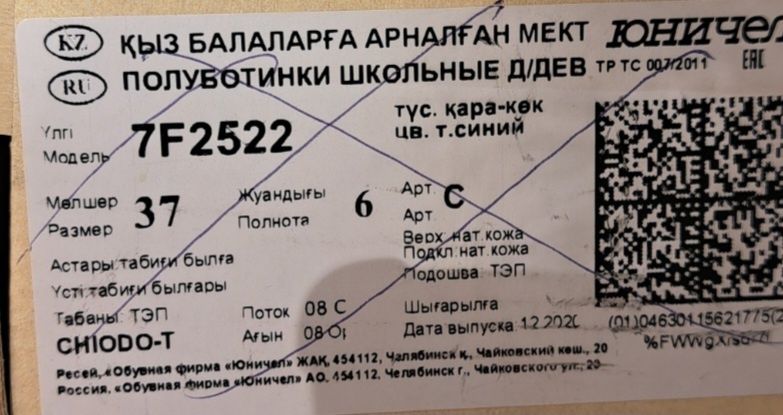 KZ ҚЫЗ БАЛАЛАРҒА АРНАЛҒАН МЕКТ ЮНИЧЕЛ
RU ПОЛУБОТИНКИ ШКОЛЬНЫЕ Д/ДЕВ ТР ТС 007/2011 EAC
Үлгі
Модель 7F2522
түс. қара-көк
цв. т.синий
Мөлшер
Размер 37
Жуандығы
Полнота 6
Арт. С
Арт.
Верх: нат.кожа
Подкл: нат.кожа
Подошва: ТЭП
Астары:табиғи былға
Үсті:табиғи былғары
Табаны: ТЭП
CHIODO-T
Поток 08 С
Ағын 08
Шығарылға
Дата выпуска 12.2020
(01)04630115621775(2
Ресей,«Обувная фирма «Юничел» ЖАҚ, 454112, Челябинск қ, Чайковский көш., 20
Россия, «Обувная фирма «Юничел» АО, 454112, Челябинск г., Чайковского ул., 20